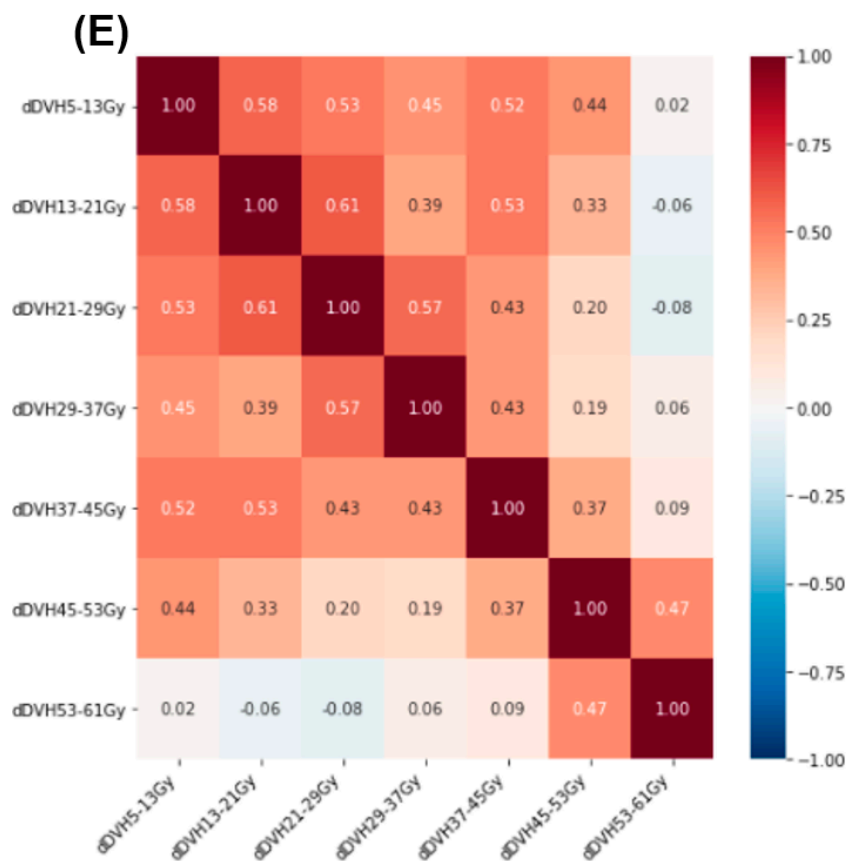 (E)
1.00
dDVH5-13Gy 1.00 0.58 0.53 0.45 0.52 0.44 0.02
0.75
dDVH13-21Gy 0.58 1.00 0.61 0.39 0.53 0.33 -0.06
0.50
dDVH21-29Gy 0.53 0.61 1.00 0.57 0.43 0.20 -0.08
0.25
dDVH29-37Gy 0.45 0.39 0.57 1.00 0.43 0.19 0.06
0.00
dDVH37-45Gy 0.52 0.53 0.43 0.43 1.00 0.37 0.09
−0.25
−0.50
dDVH45-53Gy 0.44 0.33 0.20 0.19 0.37 1.00 0.47
−0.75
dDVH53-61Gy 0.02 -0.06 -0.08 0.06 0.09 0.47 1.00
−1.00
dDVH5-13Gy dDVH13-21Gy dDVH21-29Gy dDVH29-37Gy dDVH37-45Gy dDVH45-53Gy dDVH53-61Gy